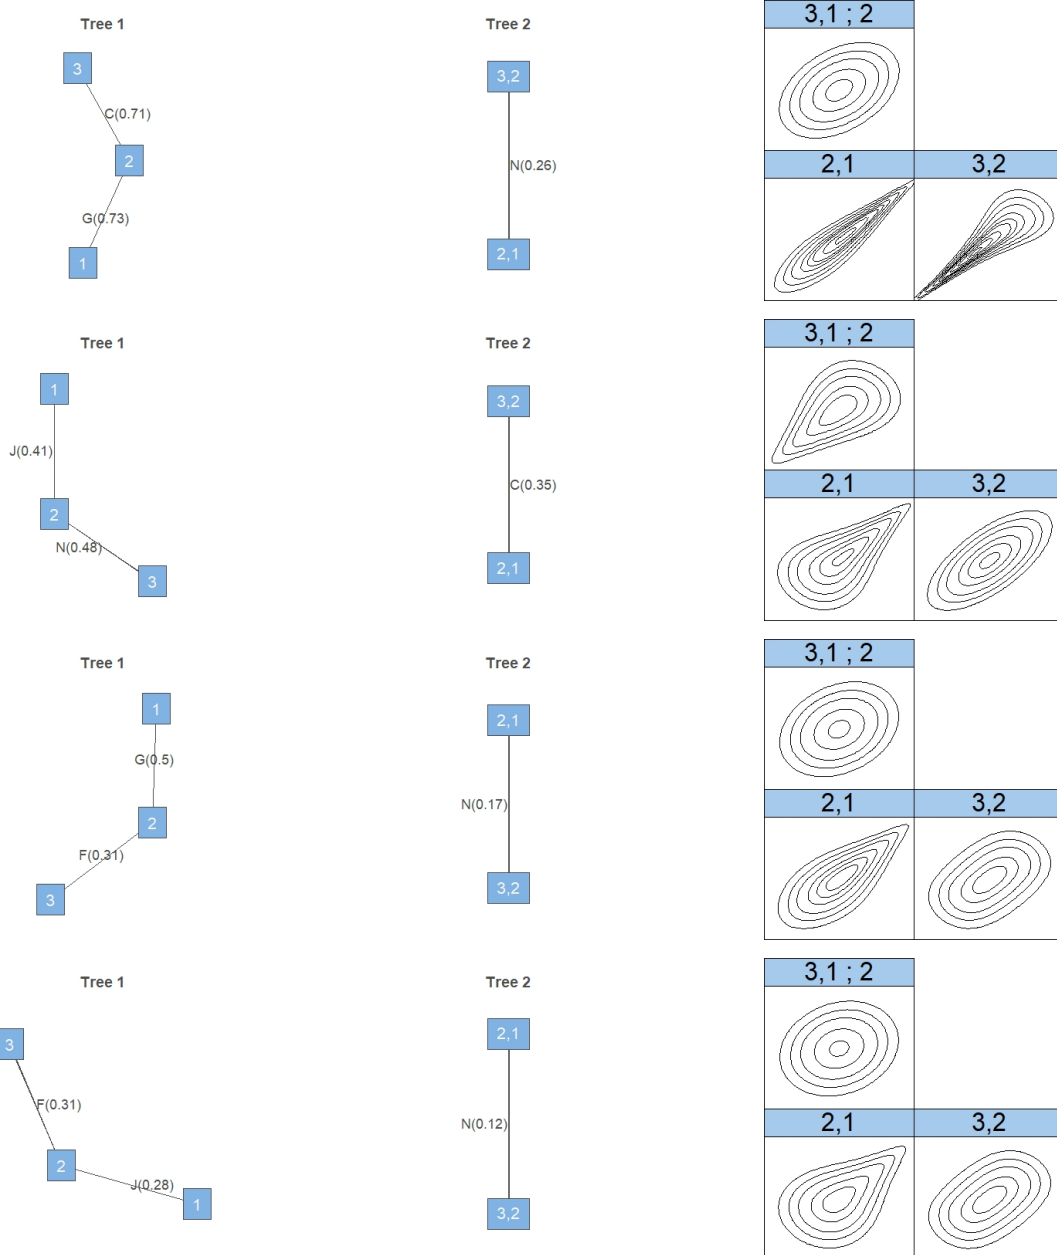 Tree 1
Tree 2
3,1 ; 2
3
3,2
C(0.71)
2
2,1
3,2
N(0.26)
G(0.73)
1
2,1
Tree 1
Tree 2
3,1 ; 2
1
3,2
J(0.41)
2,1
3,2
C(0.35)
2
N(0.48)
3
2,1
Tree 1
Tree 2
3,1 ; 2
1
2,1
G(0.5)
2,1
3,2
N(0.17)
2
F(0.31)
3
3,2
Tree 1
Tree 2
3,1 ; 2
3
2,1
F(0.31)
2,1
3,2
N(0.12)
2
J(0.28)
1
3,2